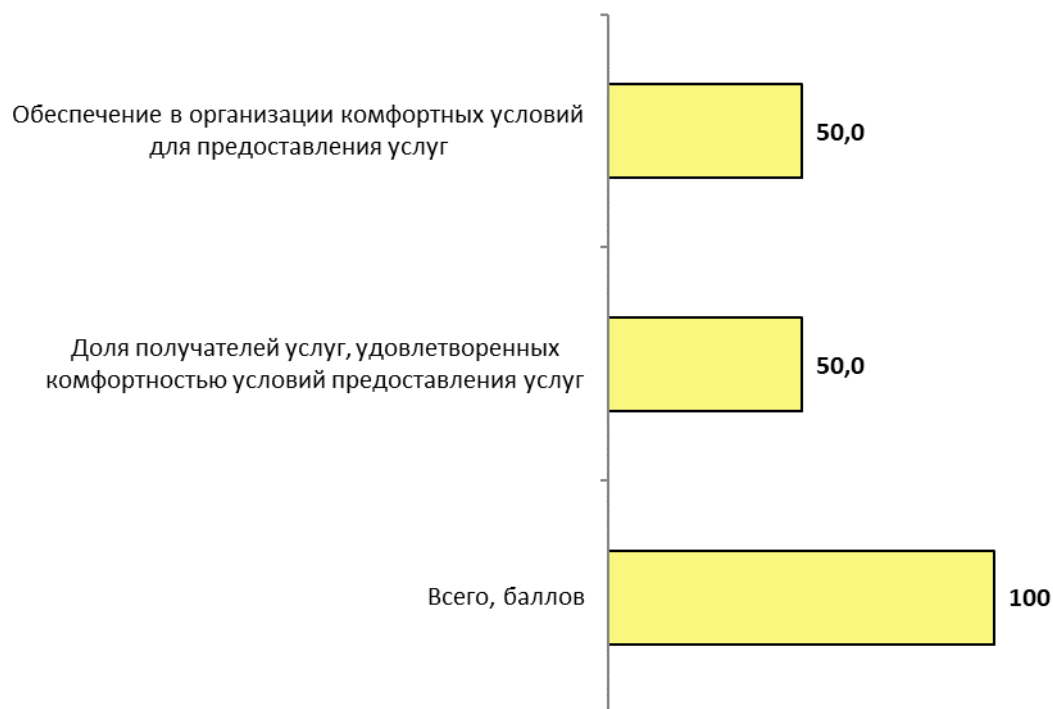 Обеспечение в организации комфортных условий
для предоставления услуг
50,0
Доля получателей услуг, удовлетворенных
комфортностью условий предоставления услуг
50,0
Всего, баллов
100